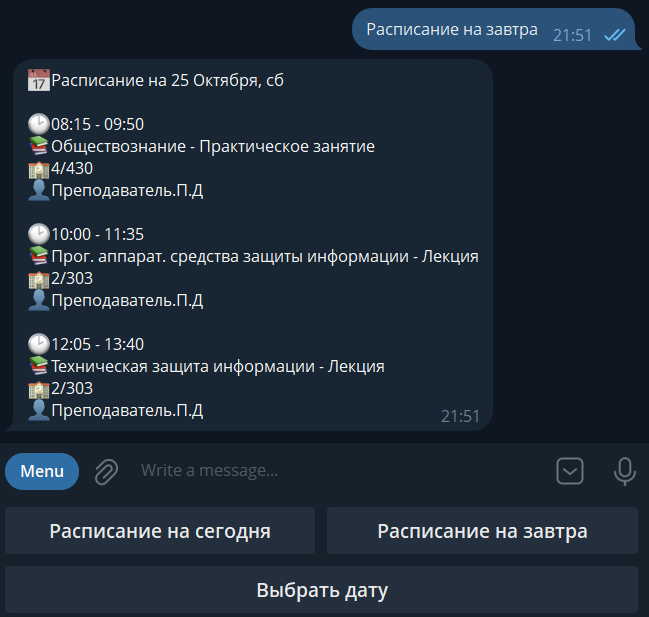 Расписание на завтра
21:51
Расписание на 25 Октября, сб
08:15 - 09:50
Обществознание - Практическое занятие
4/430
Преподаватель.П.Д
10:00 - 11:35
Прог. аппарат. средства защиты информации - Лекция
2/303
Преподаватель.П.Д
12:05 - 13:40
Техническая защита информации - Лекция
2/303
Преподаватель.П.Д
21:51
Menu
Write a message...
Расписание на сегодня
Расписание на завтра
Выбрать дату